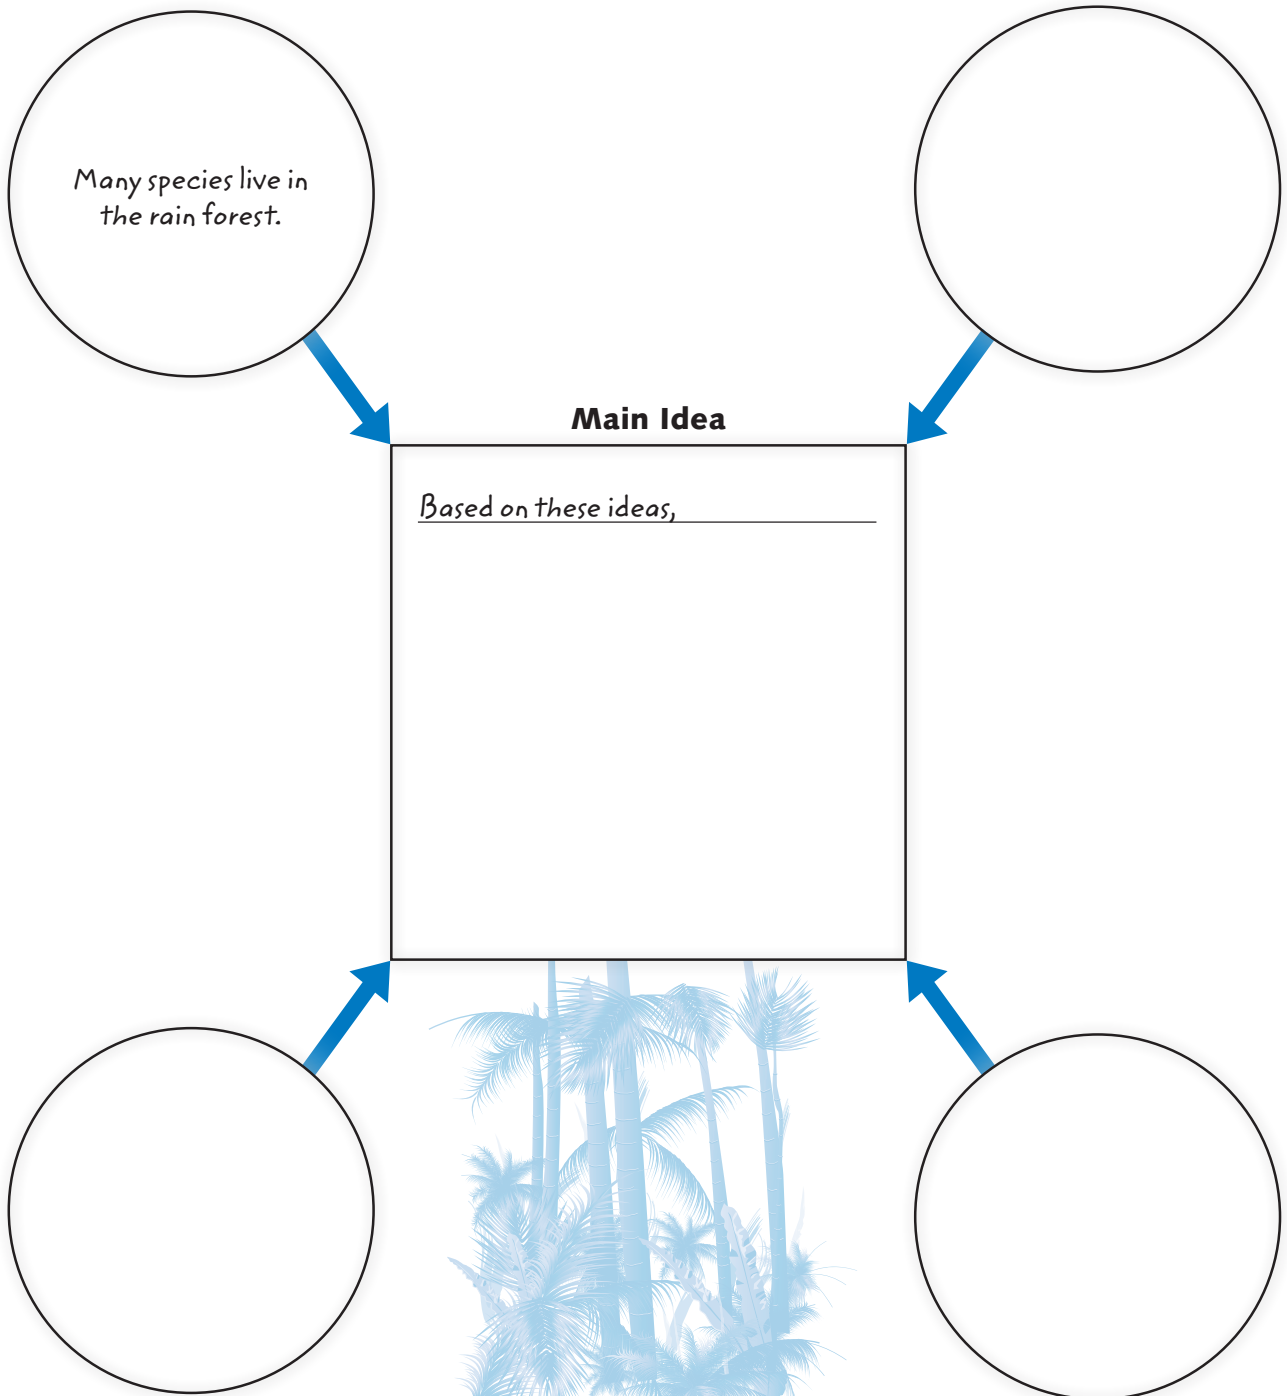 Many species live in
the rain forest.
Main Idea
Based on these ideas,